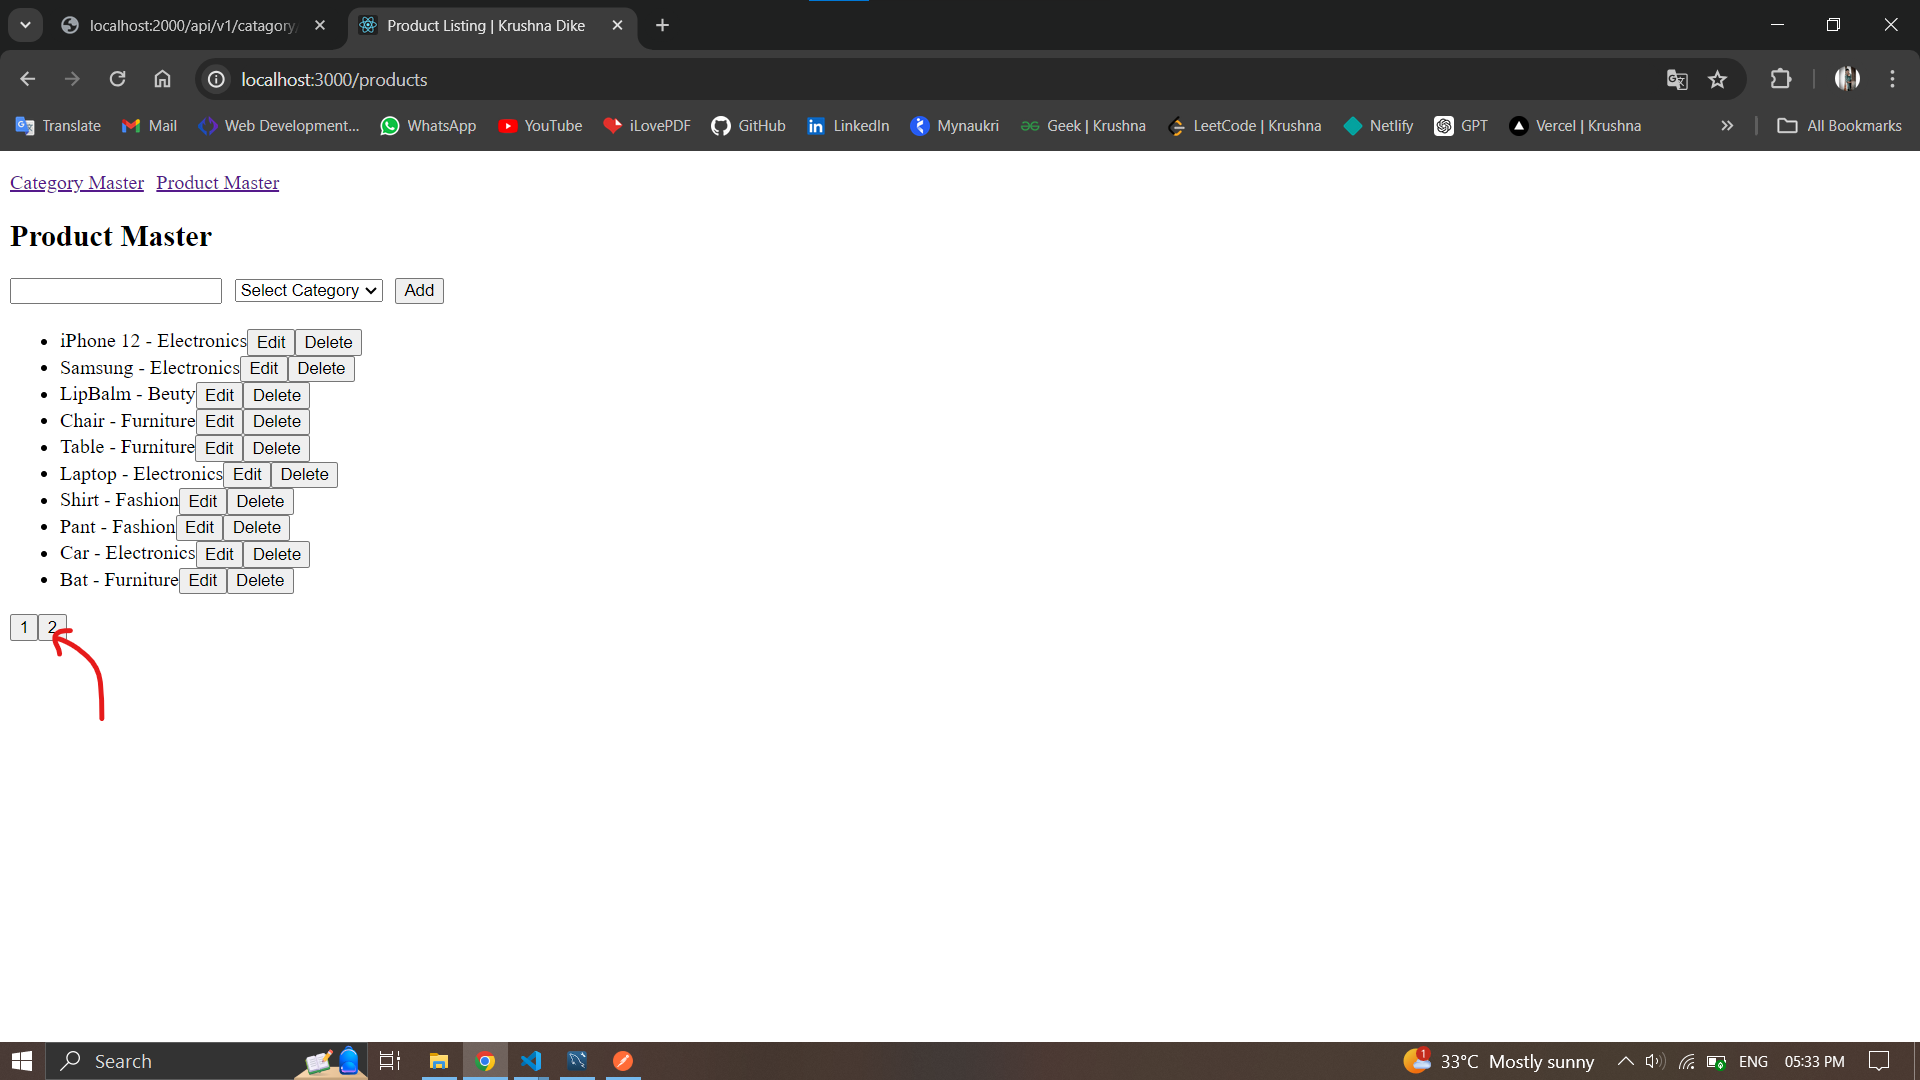 localhost:2000/api/v1/catagory/
Product Listing | Krushna Dike
localhost:3000/products
Translate Mail Web Development... WhatsApp YouTube iLovePDF GitHub LinkedIn Mynaukri Geek | Krushna LeetCode | Krushna Netlify GPT Vercel | Krushna All Bookmarks
Category Master Product Master
Product Master
Select Category Add
iPhone 12 - Electronics Edit Delete
Samsung - Electronics Edit Delete
LipBalm - Beuty Edit Delete
Chair - Furniture Edit Delete
Table - Furniture Edit Delete
Laptop - Electronics Edit Delete
Shirt - Fashion Edit Delete
Pant - Fashion Edit Delete
Car - Electronics Edit Delete
Bat - Furniture Edit Delete
1 2
Search 1 33°C Mostly sunny ENG 05:33 PM